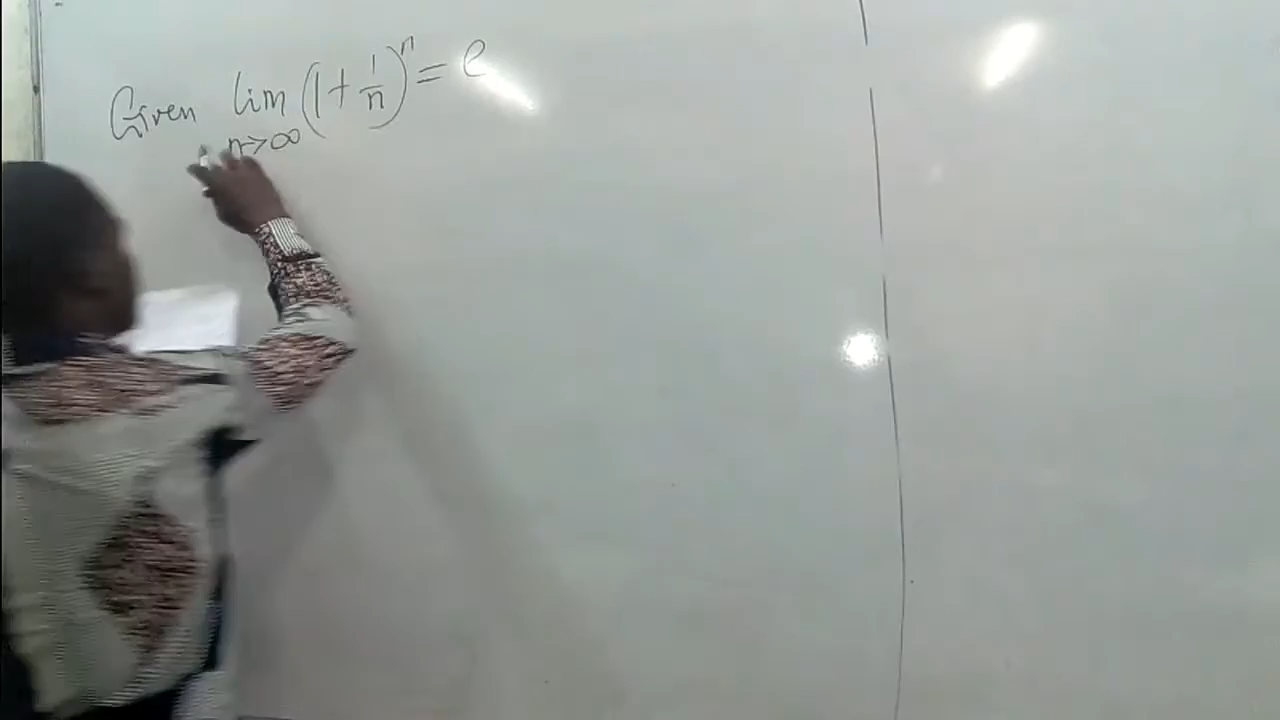 Given lim (1 + 1/n)^n = e
n→∞